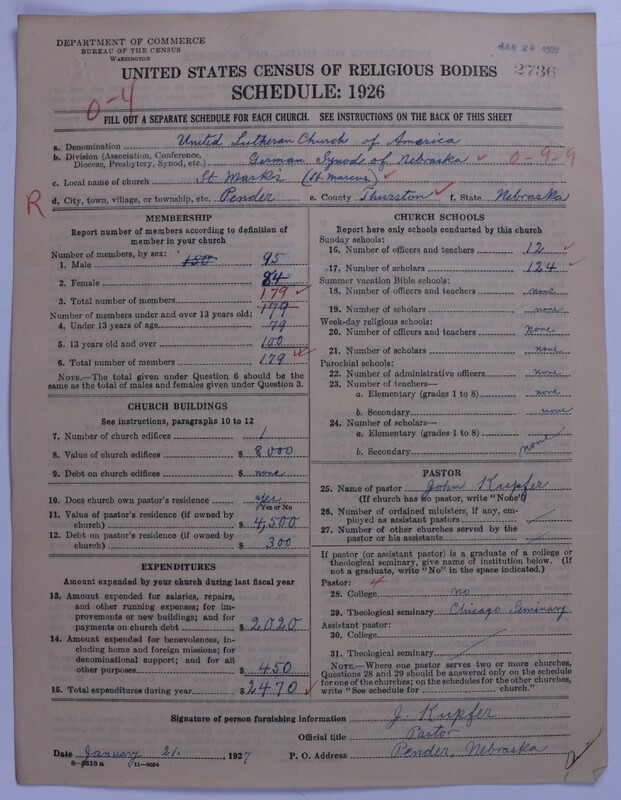 DEPARTMENT OF COMMERCE
BUREAU OF THE CENSUS
WASHINGTON
JAN 24 1927
2736
UNITED STATES CENSUS OF RELIGIOUS BODIES
SCHEDULE: 1926
0-4
FILL OUT A SEPARATE SCHEDULE FOR EACH CHURCH. SEE INSTRUCTIONS ON THE BACK OF THIS SHEET
a. Denomination United Lutheran Church of America
b. Division (Association, Conference, Diocese, Presbytery, Synod, etc.) German Synod of Nebraska 0-9-9
c. Local name of church St Mark's (St. Marcus)
R
d. City, town, village, or township, etc. Pender e. County Thurston f. State Nebraska
MEMBERSHIP
Report number of members according to definition of
member in your church
Number of members, by sex:
1. Male 180 95
2. Female 84
3. Total number of members 179 179
Number of members under and over 13 years old:
4. Under 13 years of age 79
5. 13 years old and over 100
6. Total number of members 179
NOTE.—The total given under Question 6 should be the
same as the total of males and females given under Question 3.
CHURCH BUILDINGS
See instructions, paragraphs 10 to 12
7. Number of church edifices 1
8. Value of church edifices $ 8000
9. Debt on church edifices $ none
10. Does church own pastor's residence yes
Yes or No
11. Value of pastor's residence (if owned by
church) $ 4,500
12. Debt on pastor's residence (if owned by
church) $ 300
EXPENDITURES
Amount expended by your church during last fiscal year
13. Amount expended for salaries, repairs,
and other running expenses; for im-
provements or new buildings; and for
payments on church debt $ 2020
14. Amount expended for benevolences, in-
cluding home and foreign missions; for
denominational support; and for all
other purposes $ 450
15. Total expenditures during year $ 2470
CHURCH SCHOOLS
Report here only schools conducted by this church
Sunday schools:
16. Number of officers and teachers 12
17. Number of scholars 124
Summer vacation Bible schools:
18. Number of officers and teachers none
19. Number of scholars none
Week-day religious schools:
20. Number of officers and teachers none
21. Number of scholars none
Parochial schools:
22. Number of administrative officers none
23. Number of teachers—
a. Elementary (grades 1 to 8) none
b. Secondary none
24. Number of scholars—
a. Elementary (grades 1 to 8)
b. Secondary none
PASTOR
25. Name of pastor John Kupfer
(If church has no pastor, write "None")
26. Number of ordained ministers, if any, em-
ployed as assistant pastors
27. Number of other churches served by the
pastor or his assistants
If pastor (or assistant pastor) is a graduate of a college or
theological seminary, give name of institution below. (If
not a graduate, write "No" in the space indicated.)
Pastor: 4
28. College no
29. Theological seminary Chicago Seminary
Assistant pastor:
30. College
31. Theological seminary
NOTE.—Where one pastor serves two or more churches,
Questions 28 and 29 should be answered only on the schedule
for one of the churches; on the schedules for the other churches,
write "See schedule for church."
Signature of person furnishing information J. Kupfer
Official title Pastor
Date January 21, 1927 P. O. Address Pender, Nebraska
11-9024